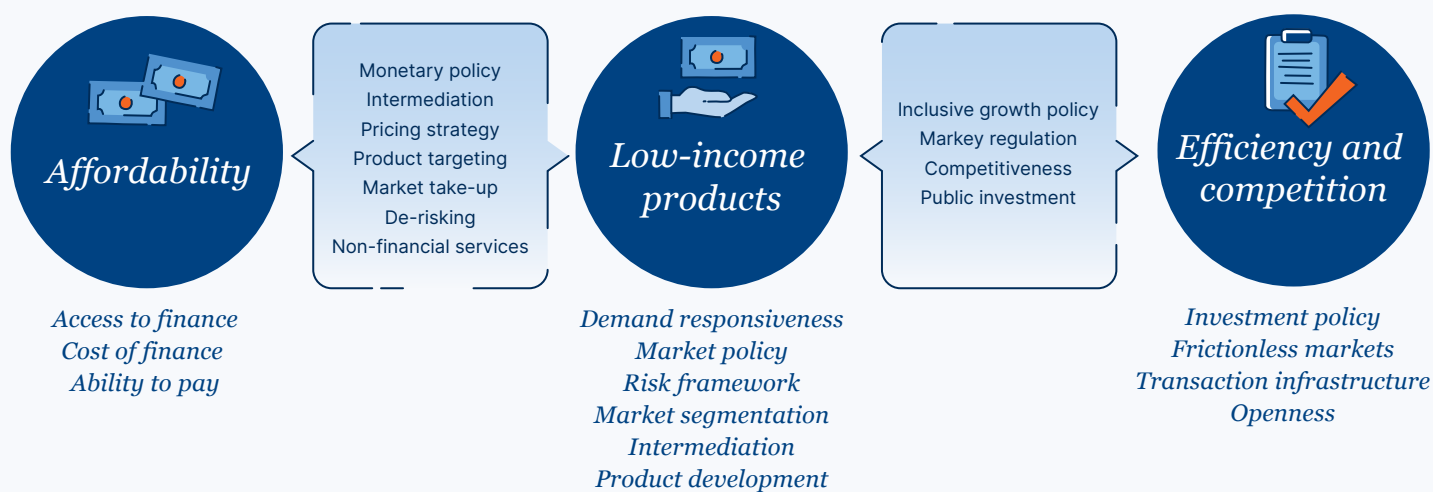 Affordability
Access to finance
Cost of finance
Ability to pay
Monetary policy
Intermediation
Pricing strategy
Product targeting
Market take-up
De-risking
Non-financial services
Low-income
products
Demand responsiveness
Market policy
Risk framework
Market segmentation
Intermediation
Product development
Inclusive growth policy
Markey regulation
Competitiveness
Public investment
Efficiency and
competition
Investment policy
Frictionless markets
Transaction infrastructure
Openness